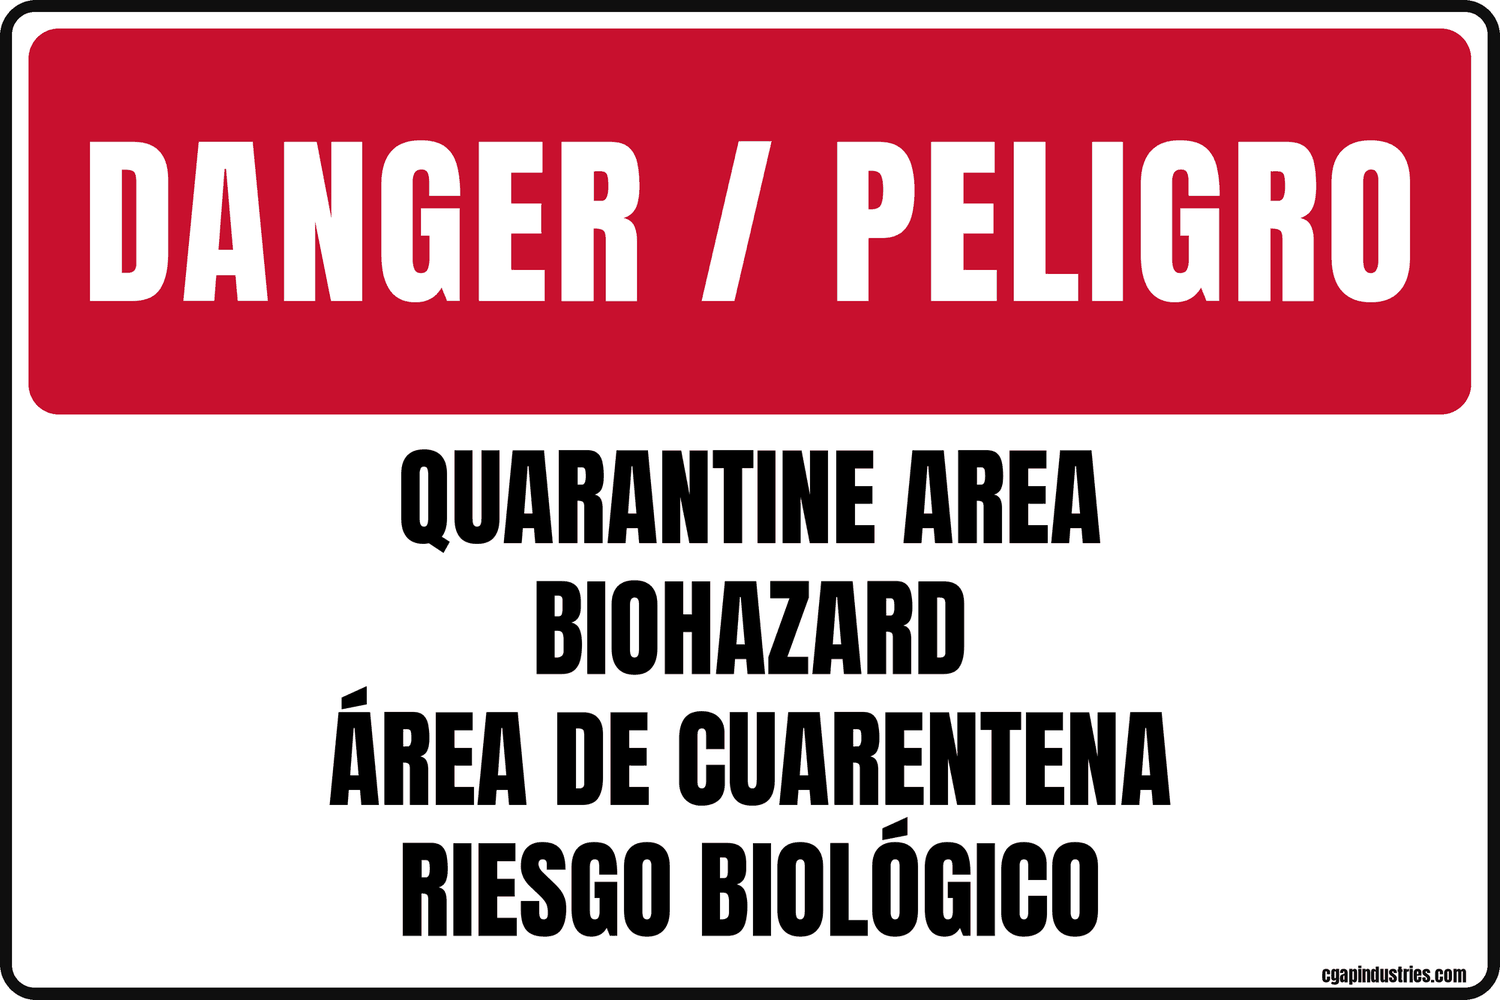 DANGER / PELIGRO
QUARANTINE AREA
BIOHAZARD
ÁREA DE CUARENTENA
RIESGO BIOLÓGICO
cgapindustries.com